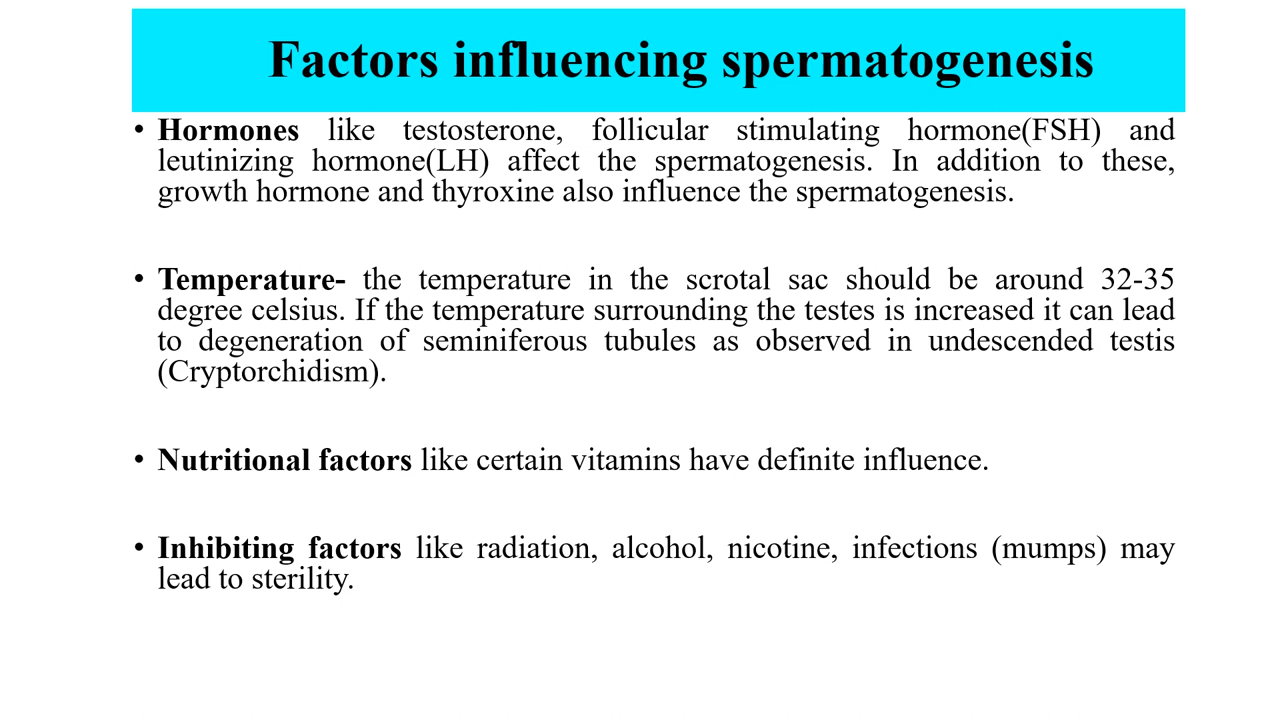 Factors influencing spermatogenesis
• Hormones like testosterone, follicular stimulating hormone(FSH) and
leutinizing hormone(LH) affect the spermatogenesis. In addition to these,
growth hormone and thyroxine also influence the spermatogenesis.
• Temperature- the temperature in the scrotal sac should be around 32-35
degree celsius. If the temperature surrounding the testes is increased it can lead
to degeneration of seminiferous tubules as observed in undescended testis
(Cryptorchidism).
• Nutritional factors like certain vitamins have definite influence.
• Inhibiting factors like radiation, alcohol, nicotine, infections (mumps) may
lead to sterility.